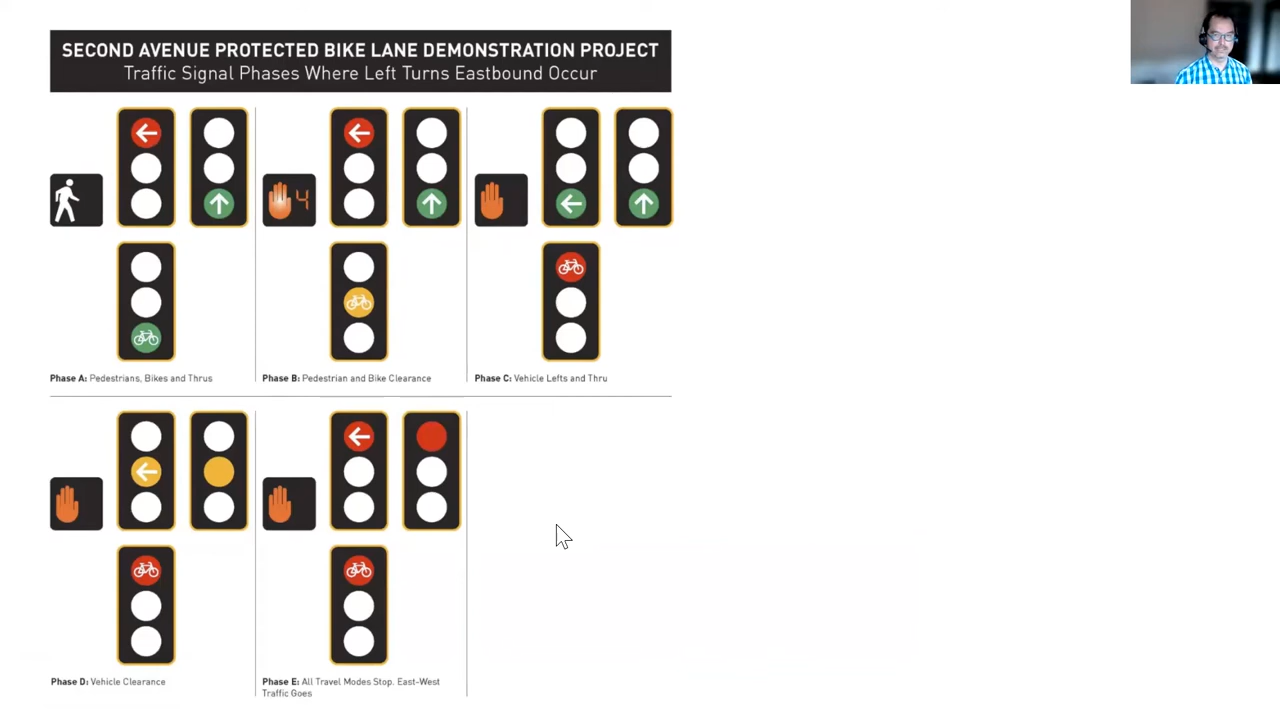 SECOND AVENUE PROTECTED BIKE LANE DEMONSTRATION PROJECT
Traffic Signal Phases Where Left Turns Eastbound Occur
4
Phase A: Pedestrians, Bikes and Thrus
Phase B: Pedestrian and Bike Clearance
Phase C: Vehicle Lefts and Thru
Phase D: Vehicle Clearance
Phase E: All Travel Modes Stop. East-West
Traffic Goes